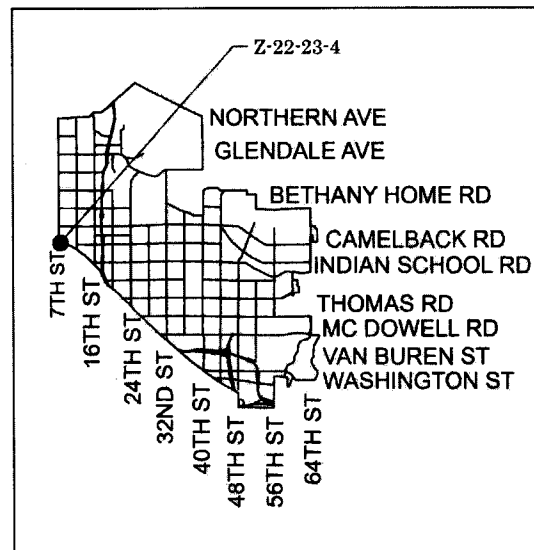 Z-22-23-4
NORTHERN AVE
GLENDALE AVE
BETHANY HOME RD
CAMELBACK RD
INDIAN SCHOOL RD
THOMAS RD
MC DOWELL RD
VAN BUREN ST
WASHINGTON ST
7TH ST
16TH ST
24TH ST
32ND ST
40TH ST
48TH ST
56TH ST
64TH ST